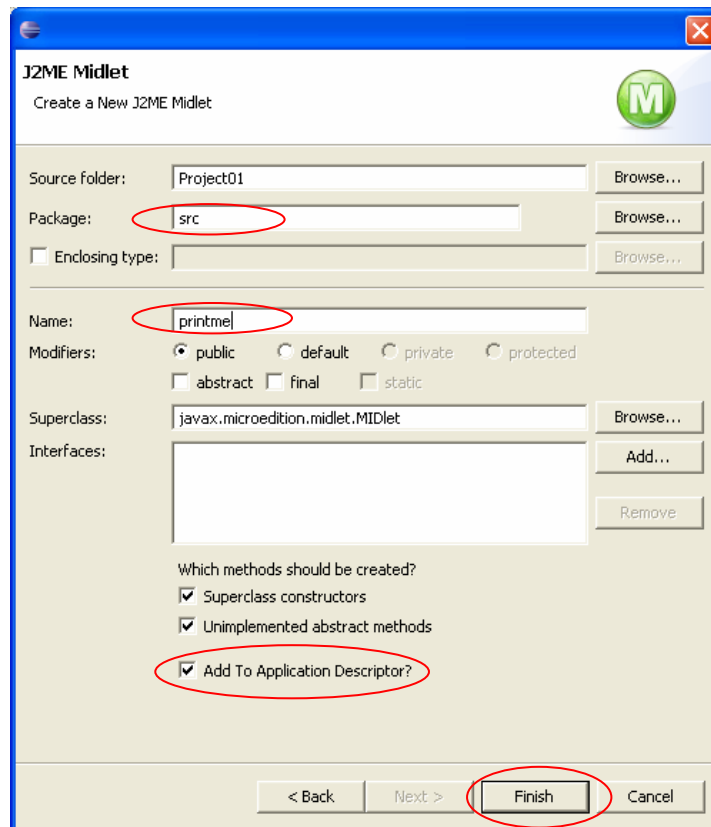 J2ME Midlet
Create a New J2ME Midlet
M
Source folder: Project01 Browse...
Package: src Browse...
Enclosing type: Browse...
Name: printme
Modifiers: public default private protected
abstract final static
Superclass: javax.microedition.midlet.MIDlet Browse...
Interfaces: Add...
Remove
Which methods should be created?
Superclass constructors
Unimplemented abstract methods
Add To Application Descriptor?
< Back Next > Finish Cancel